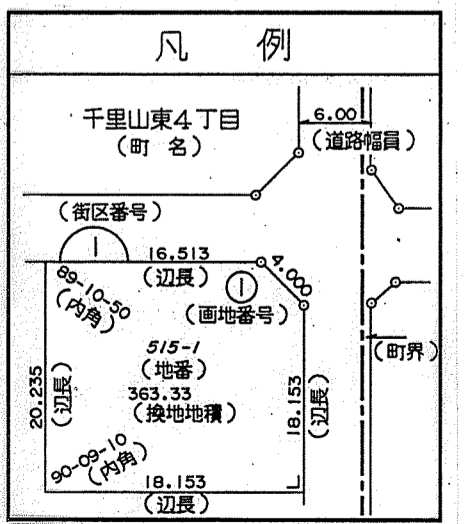 凡 例
千里山東4丁目
(町 名)
6.00
(道路幅員)
(街区番号)
1
16.513
(辺長)
4.000
89-10-50
(内角)
1
(画地番号)
515-1
(地番)
363.33
(換地地積)
20.235
(辺長)
18.153
(辺長)
(町界)
90-09-10
(内角)
18.153
(辺長)